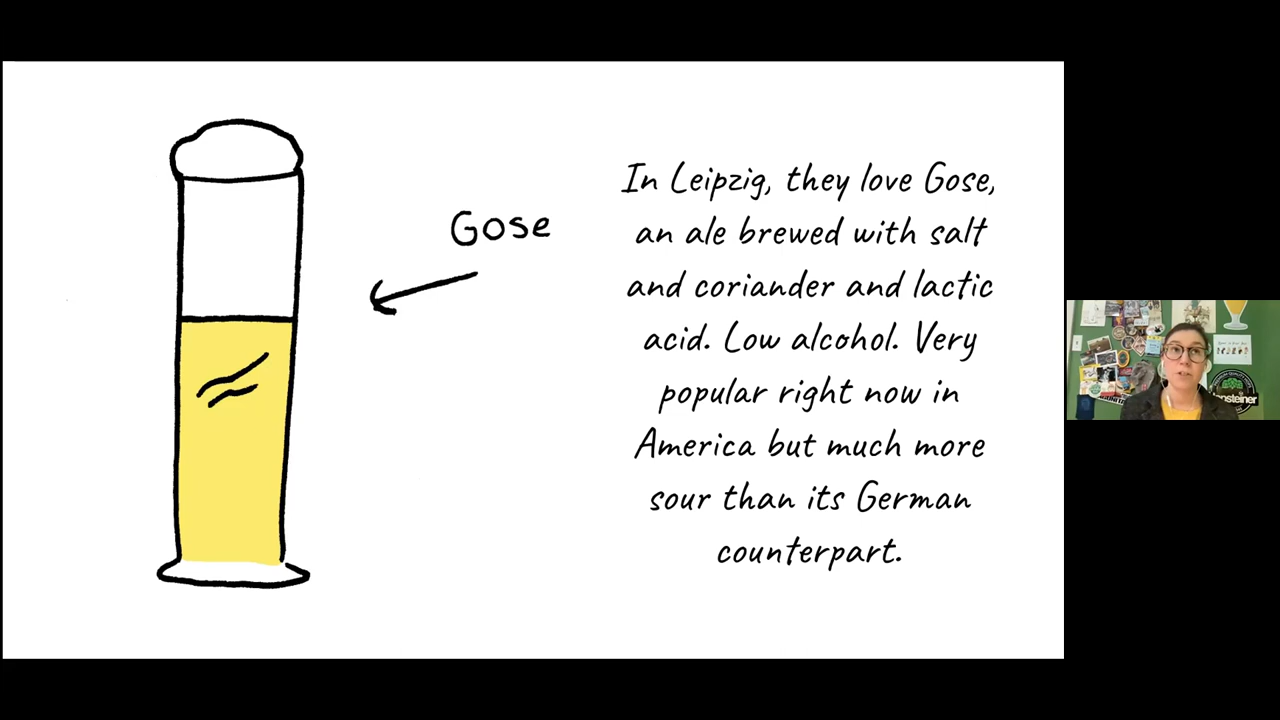 Gose
In Leipzig, they love Gose,
an ale brewed with salt
and coriander and lactic
acid. Low alcohol. Very
popular right now in
America but much more
sour than its German
counterpart.